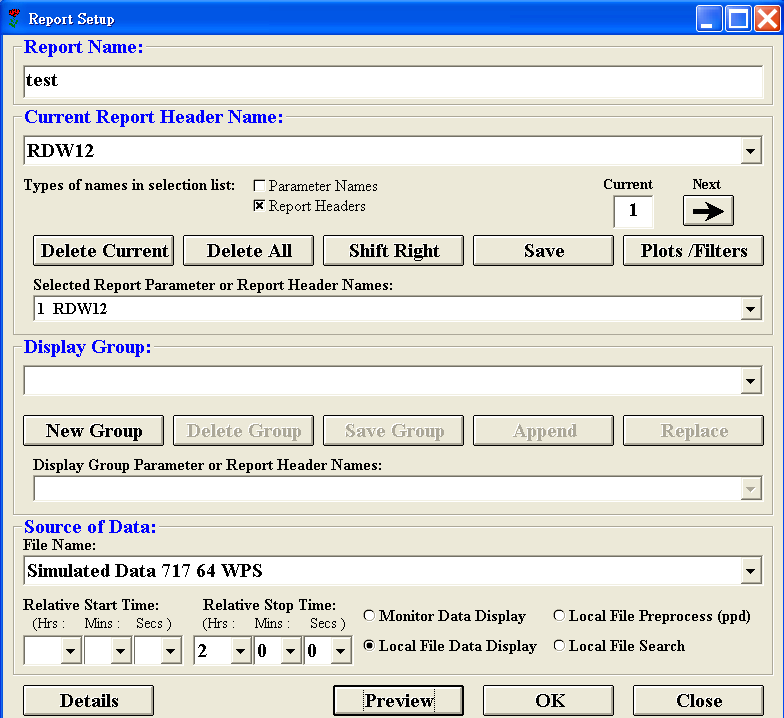 Report Setup
Report Name:
test
Current Report Header Name:
RDW12
Types of names in selection list:
Parameter Names
Report Headers
Current
1
Next
Delete Current Delete All Shift Right Save Plots /Filters
Selected Report Parameter or Report Header Names:
1 RDW12
Display Group:
New Group Delete Group Save Group Append Replace
Display Group Parameter or Report Header Names:
Source of Data:
File Name:
Simulated Data 717 64 WPS
Relative Start Time:
(Hrs : Mins : Secs )
Relative Stop Time:
(Hrs : Mins : Secs )
2 0 0
Monitor Data Display
Local File Preprocess (ppd)
Local File Data Display
Local File Search
Details Preview OK Close